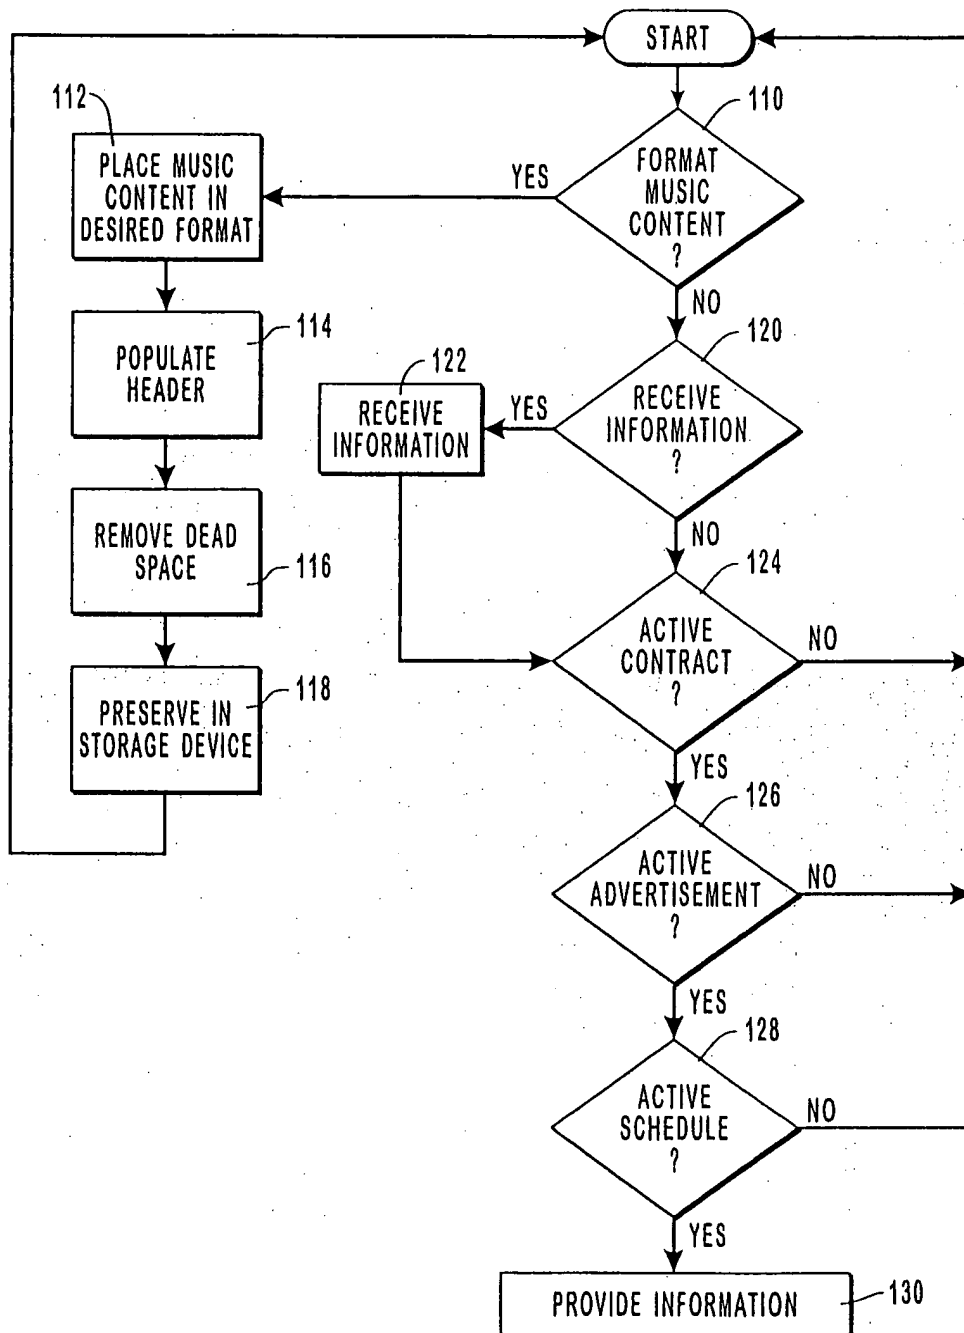 START
110
FORMAT
MUSIC
CONTENT
?
YES
NO
112
PLACE MUSIC
CONTENT IN
DESIRED FORMAT
114
POPULATE
HEADER
116
REMOVE DEAD
SPACE
118
PRESERVE IN
STORAGE DEVICE
120
RECEIVE
INFORMATION
?
YES
NO
122
RECEIVE
INFORMATION
124
ACTIVE
CONTRACT
?
NO
YES
126
ACTIVE
ADVERTISEMENT
?
NO
YES
128
ACTIVE
SCHEDULE
?
NO
YES
PROVIDE INFORMATION
130